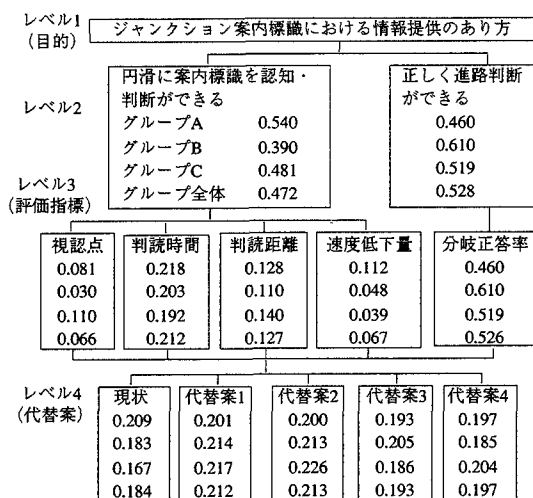 レベル1
(目的)
ジャンクション案内標識における情報提供のあり方
レベル2
円滑に案内標識を認知・
判断ができる
グループA 0.540
グループB 0.390
グループC 0.481
グループ全体 0.472
正しく進路判断
ができる
0.460
0.610
0.519
0.528
レベル3
(評価指標)
視認点 判読時間 判読距離 速度低下量 分岐正答率
0.081 0.218 0.128 0.112 0.460
0.030 0.203 0.110 0.048 0.610
0.110 0.192 0.140 0.039 0.519
0.066 0.212 0.127 0.067 0.526
レベル4
(代替案)
現状 代替案1 代替案2 代替案3 代替案4
0.209 0.201 0.200 0.193 0.197
0.183 0.214 0.213 0.205 0.185
0.167 0.217 0.226 0.186 0.204
0.184 0.212 0.213 0.193 0.197